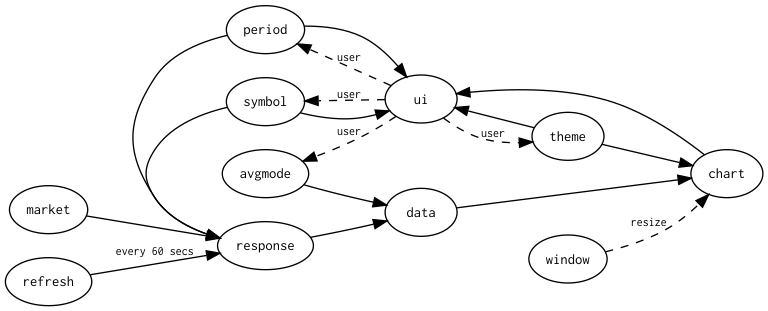 period
user
symbol
user
ui
user
user
theme
avgmode
chart
market
data
response
resize
every 60 secs
window
refresh